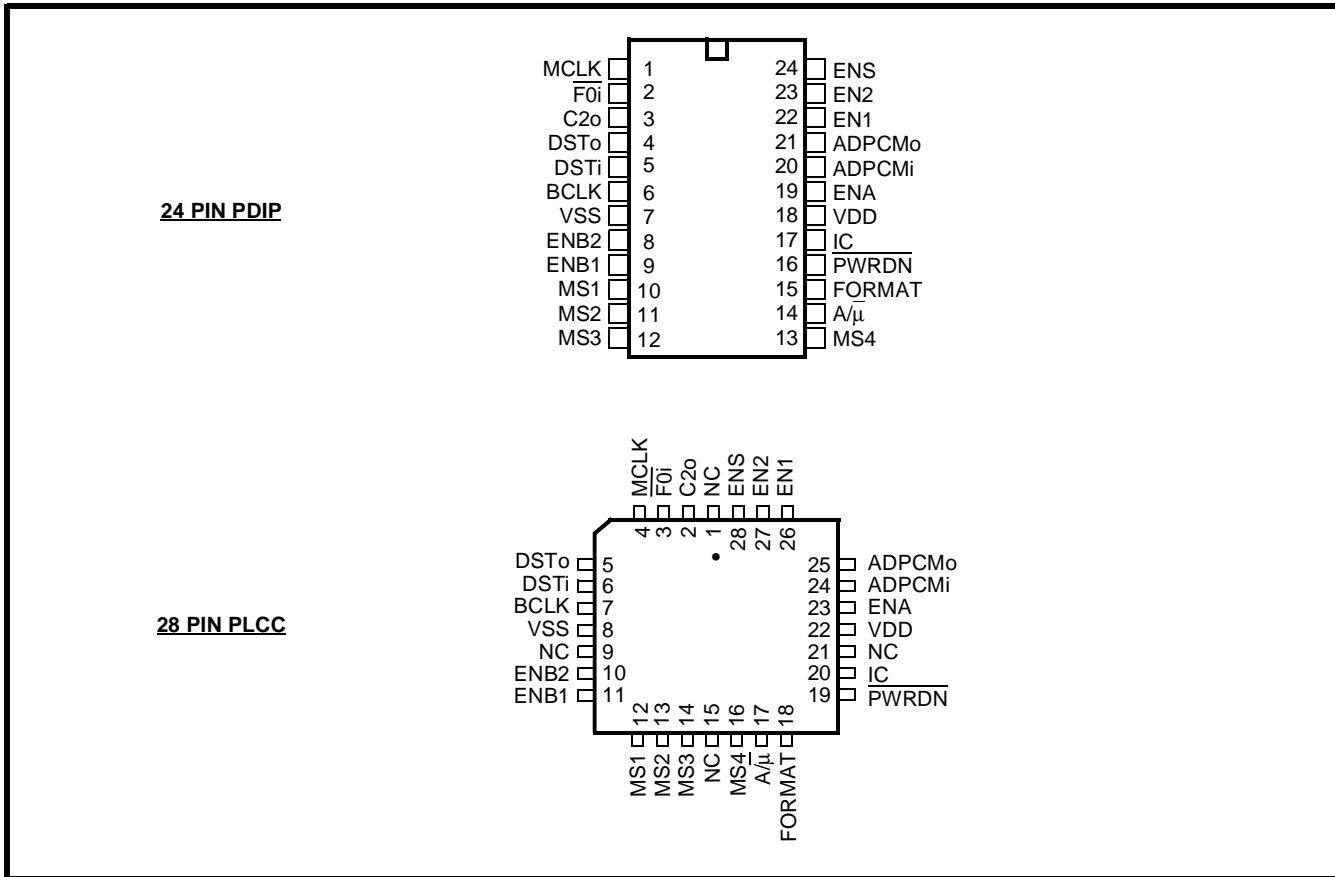 24 PIN PDIP
MCLK 1 24 ENS
F0i 2 23 EN2
C2o 3 22 EN1
DSTo 4 21 ADPCMo
DSTi 5 20 ADPCMi
BCLK 6 19 ENA
VSS 7 18 VDD
ENB2 8 17 IC
ENB1 9 16 PWRDN
MS1 10 15 FORMAT
MS2 11 14 A/μ
MS3 12 13 MS4
28 PIN PLCC
MCLK F0i C2o NC ENS EN2 EN1
4 3 2 1 28 27 26
DSTo 5 25 ADPCMo
DSTi 6 24 ADPCMi
BCLK 7 23 ENA
VSS 8 22 VDD
NC 9 21 NC
ENB2 10 20 IC
ENB1 11 19 PWRDN
12 13 14 15 16 17 18
MS1 MS2 MS3 NC MS4 A/μ FORMAT